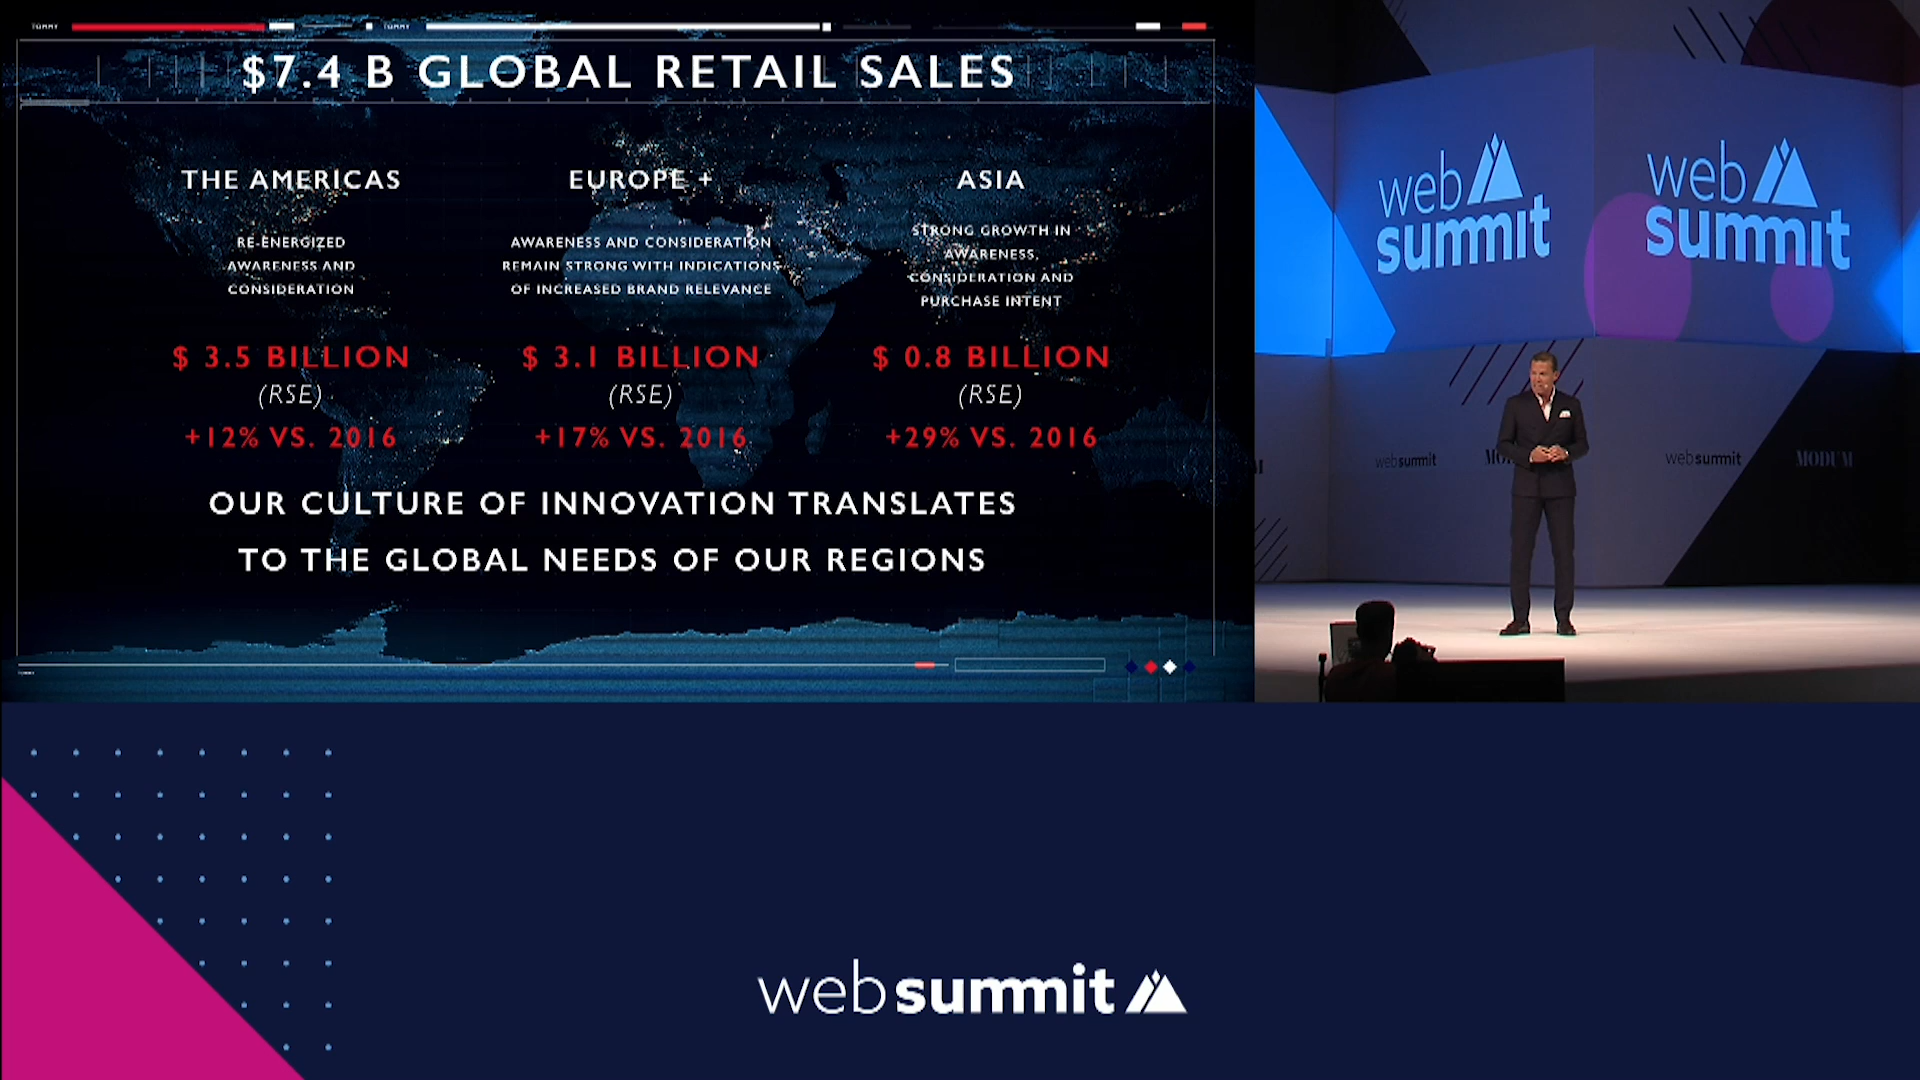 TOMMY
TOMMY
$7.4 B GLOBAL RETAIL SALES
THE AMERICAS
RE-ENERGIZED
AWARENESS AND
CONSIDERATION
$ 3.5 BILLION
(RSE)
+12% VS. 2016
EUROPE +
AWARENESS AND CONSIDERATION
REMAIN STRONG WITH INDICATIONS
OF INCREASED BRAND RELEVANCE
$ 3.1 BILLION
(RSE)
+17% VS. 2016
ASIA
STRONG GROWTH IN
AWARENESS,
CONSIDERATION AND
PURCHASE INTENT
$ 0.8 BILLION
(RSE)
+29% VS. 2016
OUR CULTURE OF INNOVATION TRANSLATES
TO THE GLOBAL NEEDS OF OUR REGIONS
web
summit
web
summit
websummit
websummit
MODUM
websummit